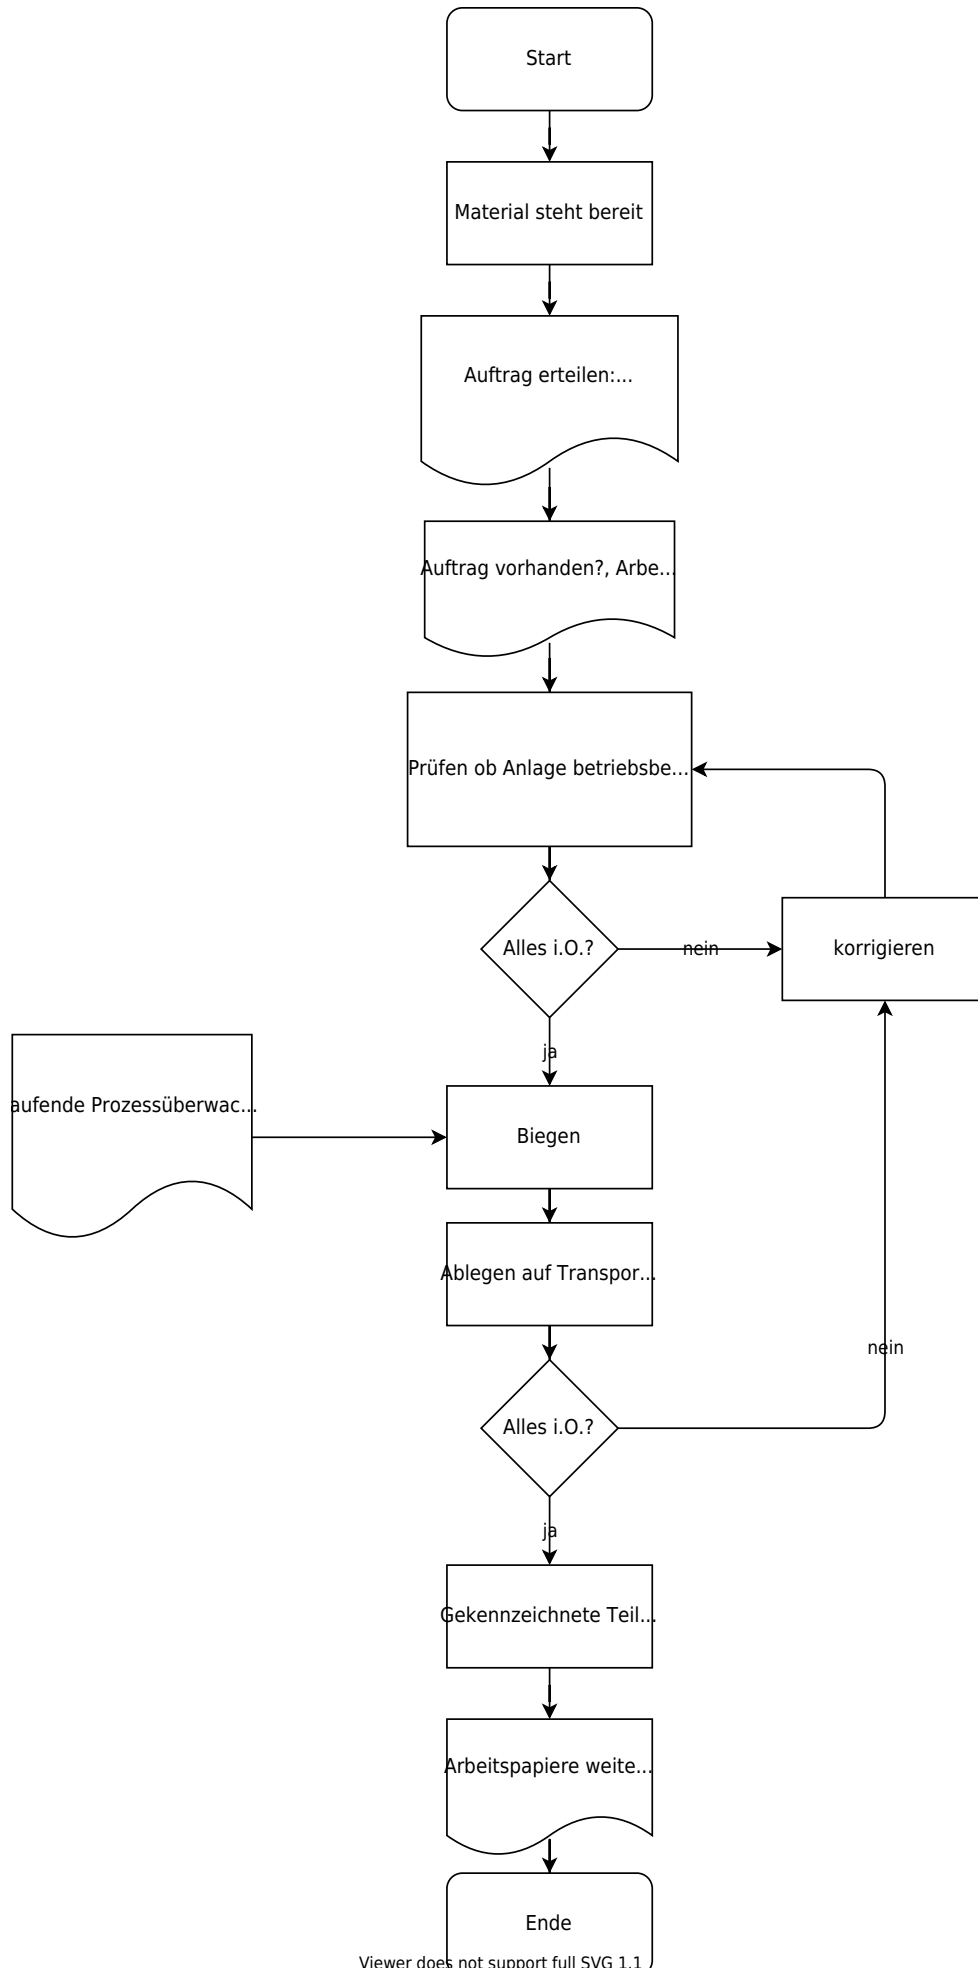 Start
Material steht bereit
Auftrag erteilen:...
Auftrag vorhanden?, Arbe...
Prüfen ob Anlage betriebsbe...
Alles i.O.?
nein
korrigieren
ja
aufende Prozessüberwac...
Biegen
Ablegen auf Transpor...
nein
Alles i.O.?
ja
Gekennzeichnete Teil...
Arbeitspapiere weite...
Ende
Viewer does not support full SVG 1.1